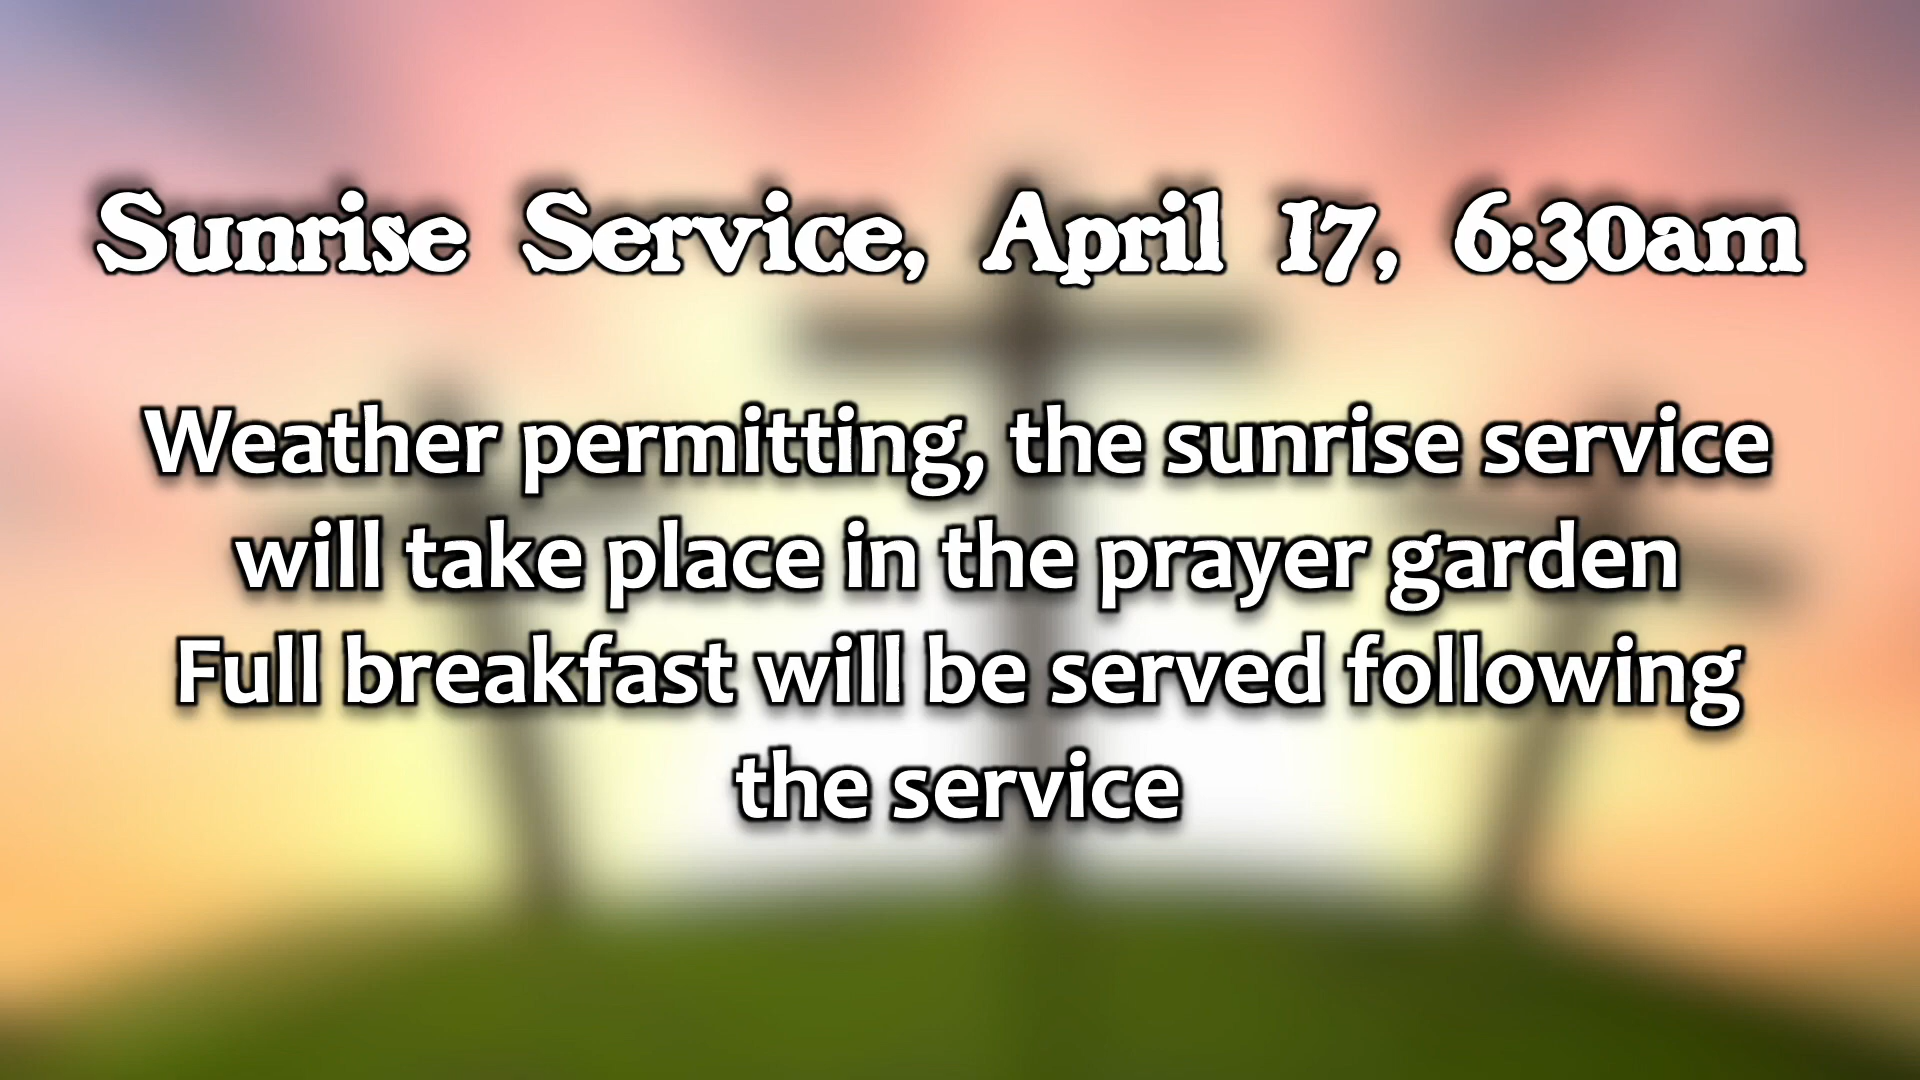 Sunrise Service, April 17, 6:30am
Weather permitting, the sunrise service
will take place in the prayer garden
Full breakfast will be served following
the service